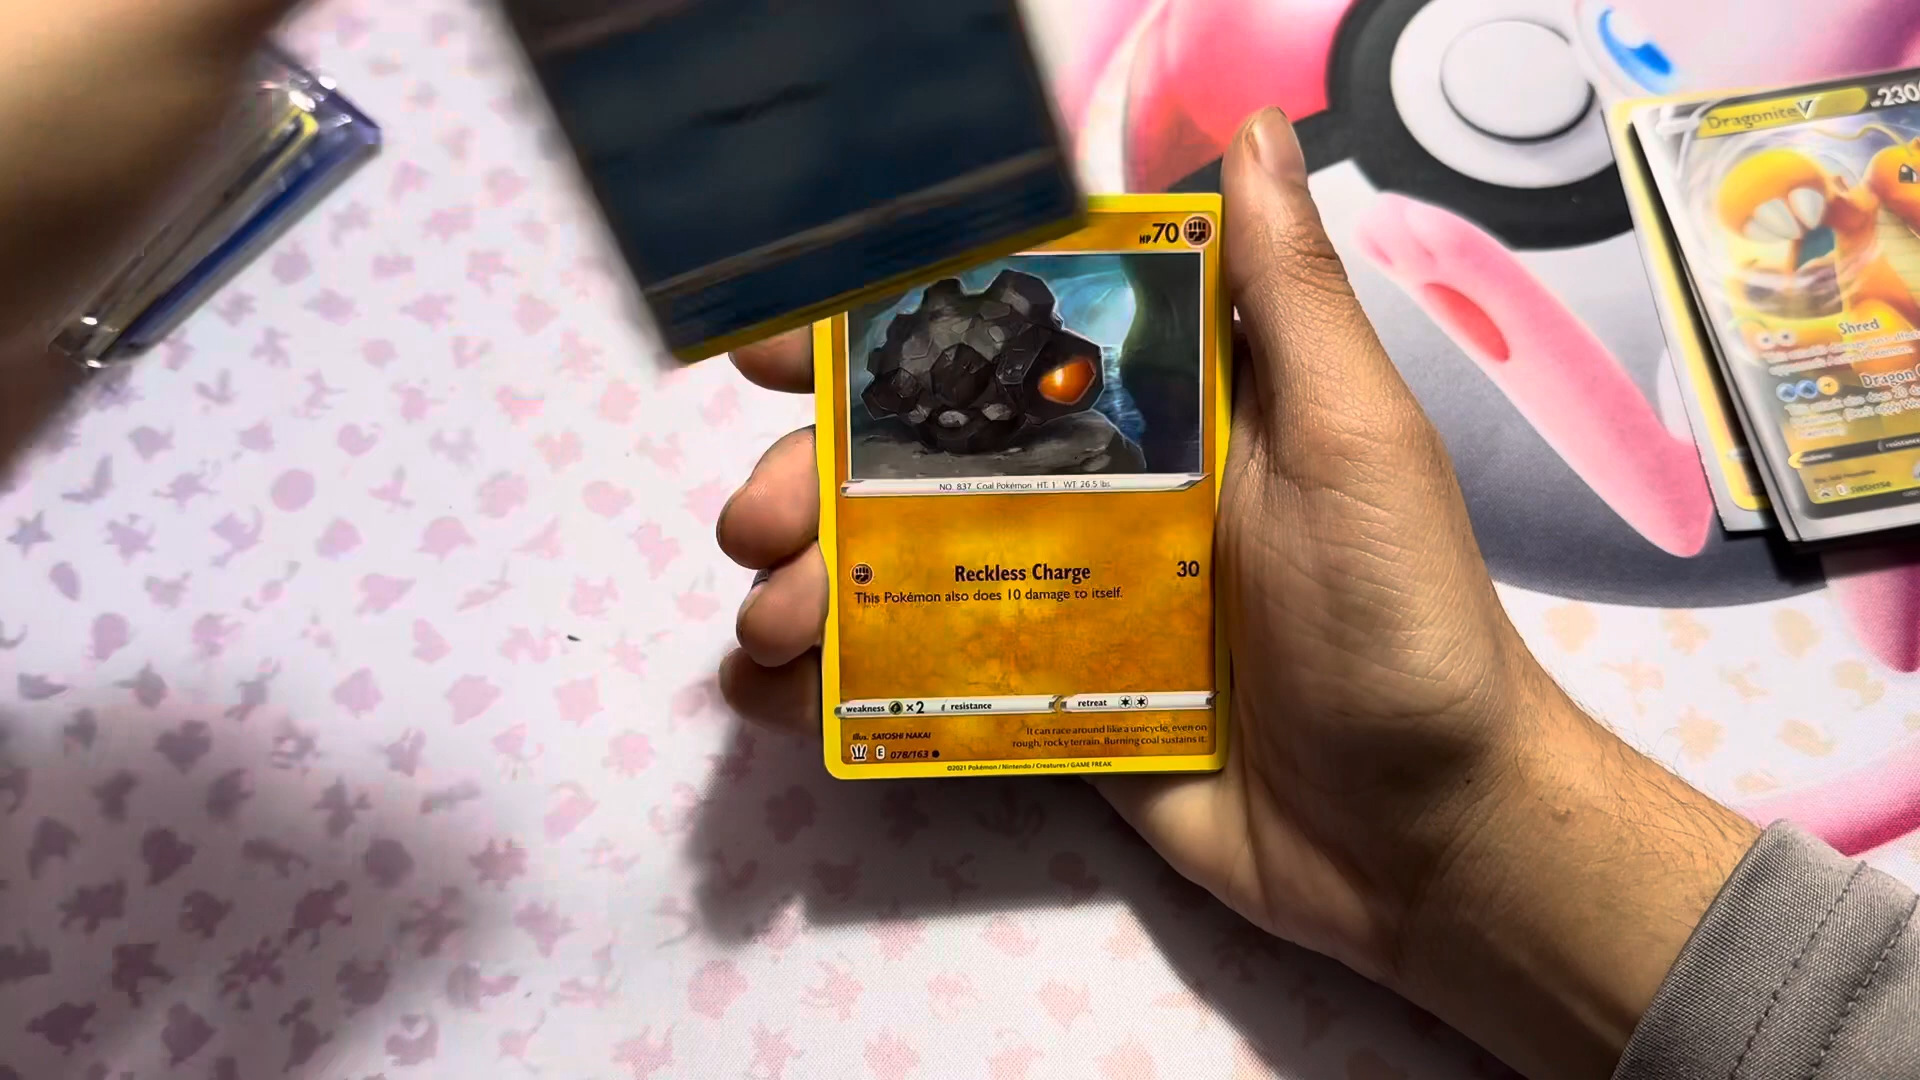 HP70
NO. 837 Coal Pokémon HT: 1' WT: 26.5 lbs.
Reckless Charge 30
This Pokémon also does 10 damage to itself.
weakness ×2 resistance retreat
Illus. SATOSHI NAKAI
It can race around like a unicycle, even on
rough, rocky terrain. Burning coal sustains it.
E 078/163
©2021 Pokémon / Nintendo / Creatures / GAME FREAK
Dragonite V 230
Shred
Dragon